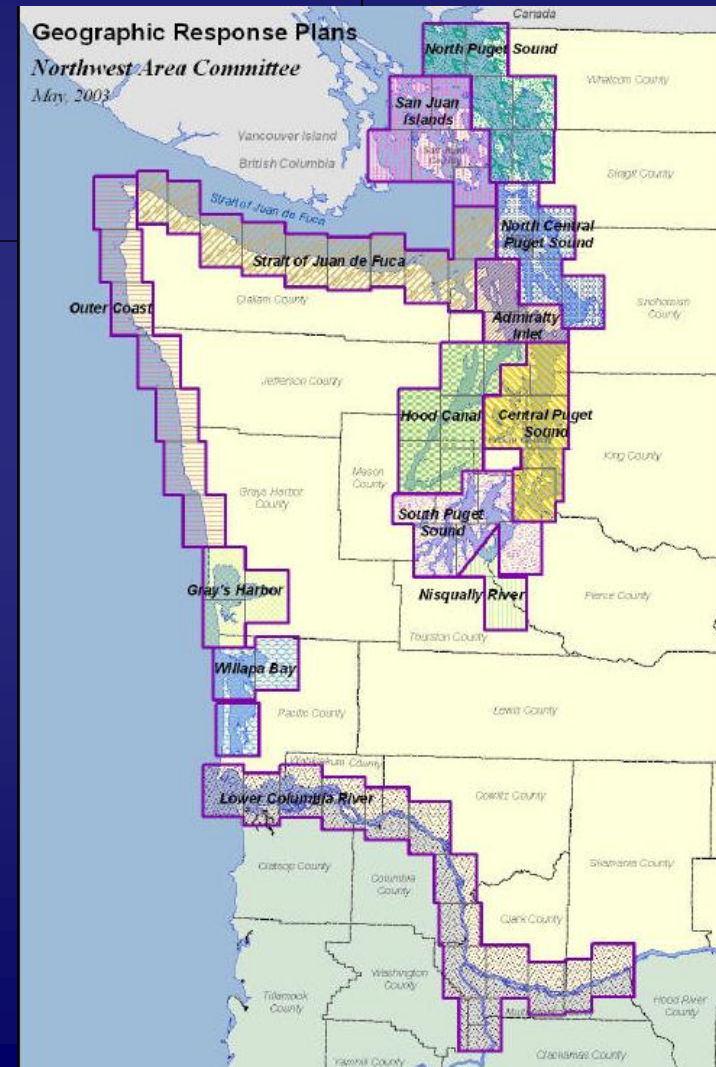 Geographic Response Plans
Northwest Area Committee
May, 2003
Canada
North Puget Sound
Whatcom County
San Juan
Islands
Vancouver Island
British Columbia
Skagit County
Strait of Juan de Fuca
North Central
Puget Sound
Strait of Juan de Fuca
Outer Coast
Clallam County
Snohomish
County
Admiralty
Inlet
Jefferson County
Hood Canal
Central Puget
Sound
King County
Mason
County
Grays Harbor
County
South Puget
Sound
Gray's Harbor
Nisqually River
Pierce County
Thurston County
Willapa Bay
Pacific County
Lewis County
Wahkiakum County
Lower Columbia River
Cowlitz County
Clatsop County
Columbia
County
Skamania County
Clark County
Washington
County
Tillamook
County
Hood River
County
Yamhill County
Clackamas County